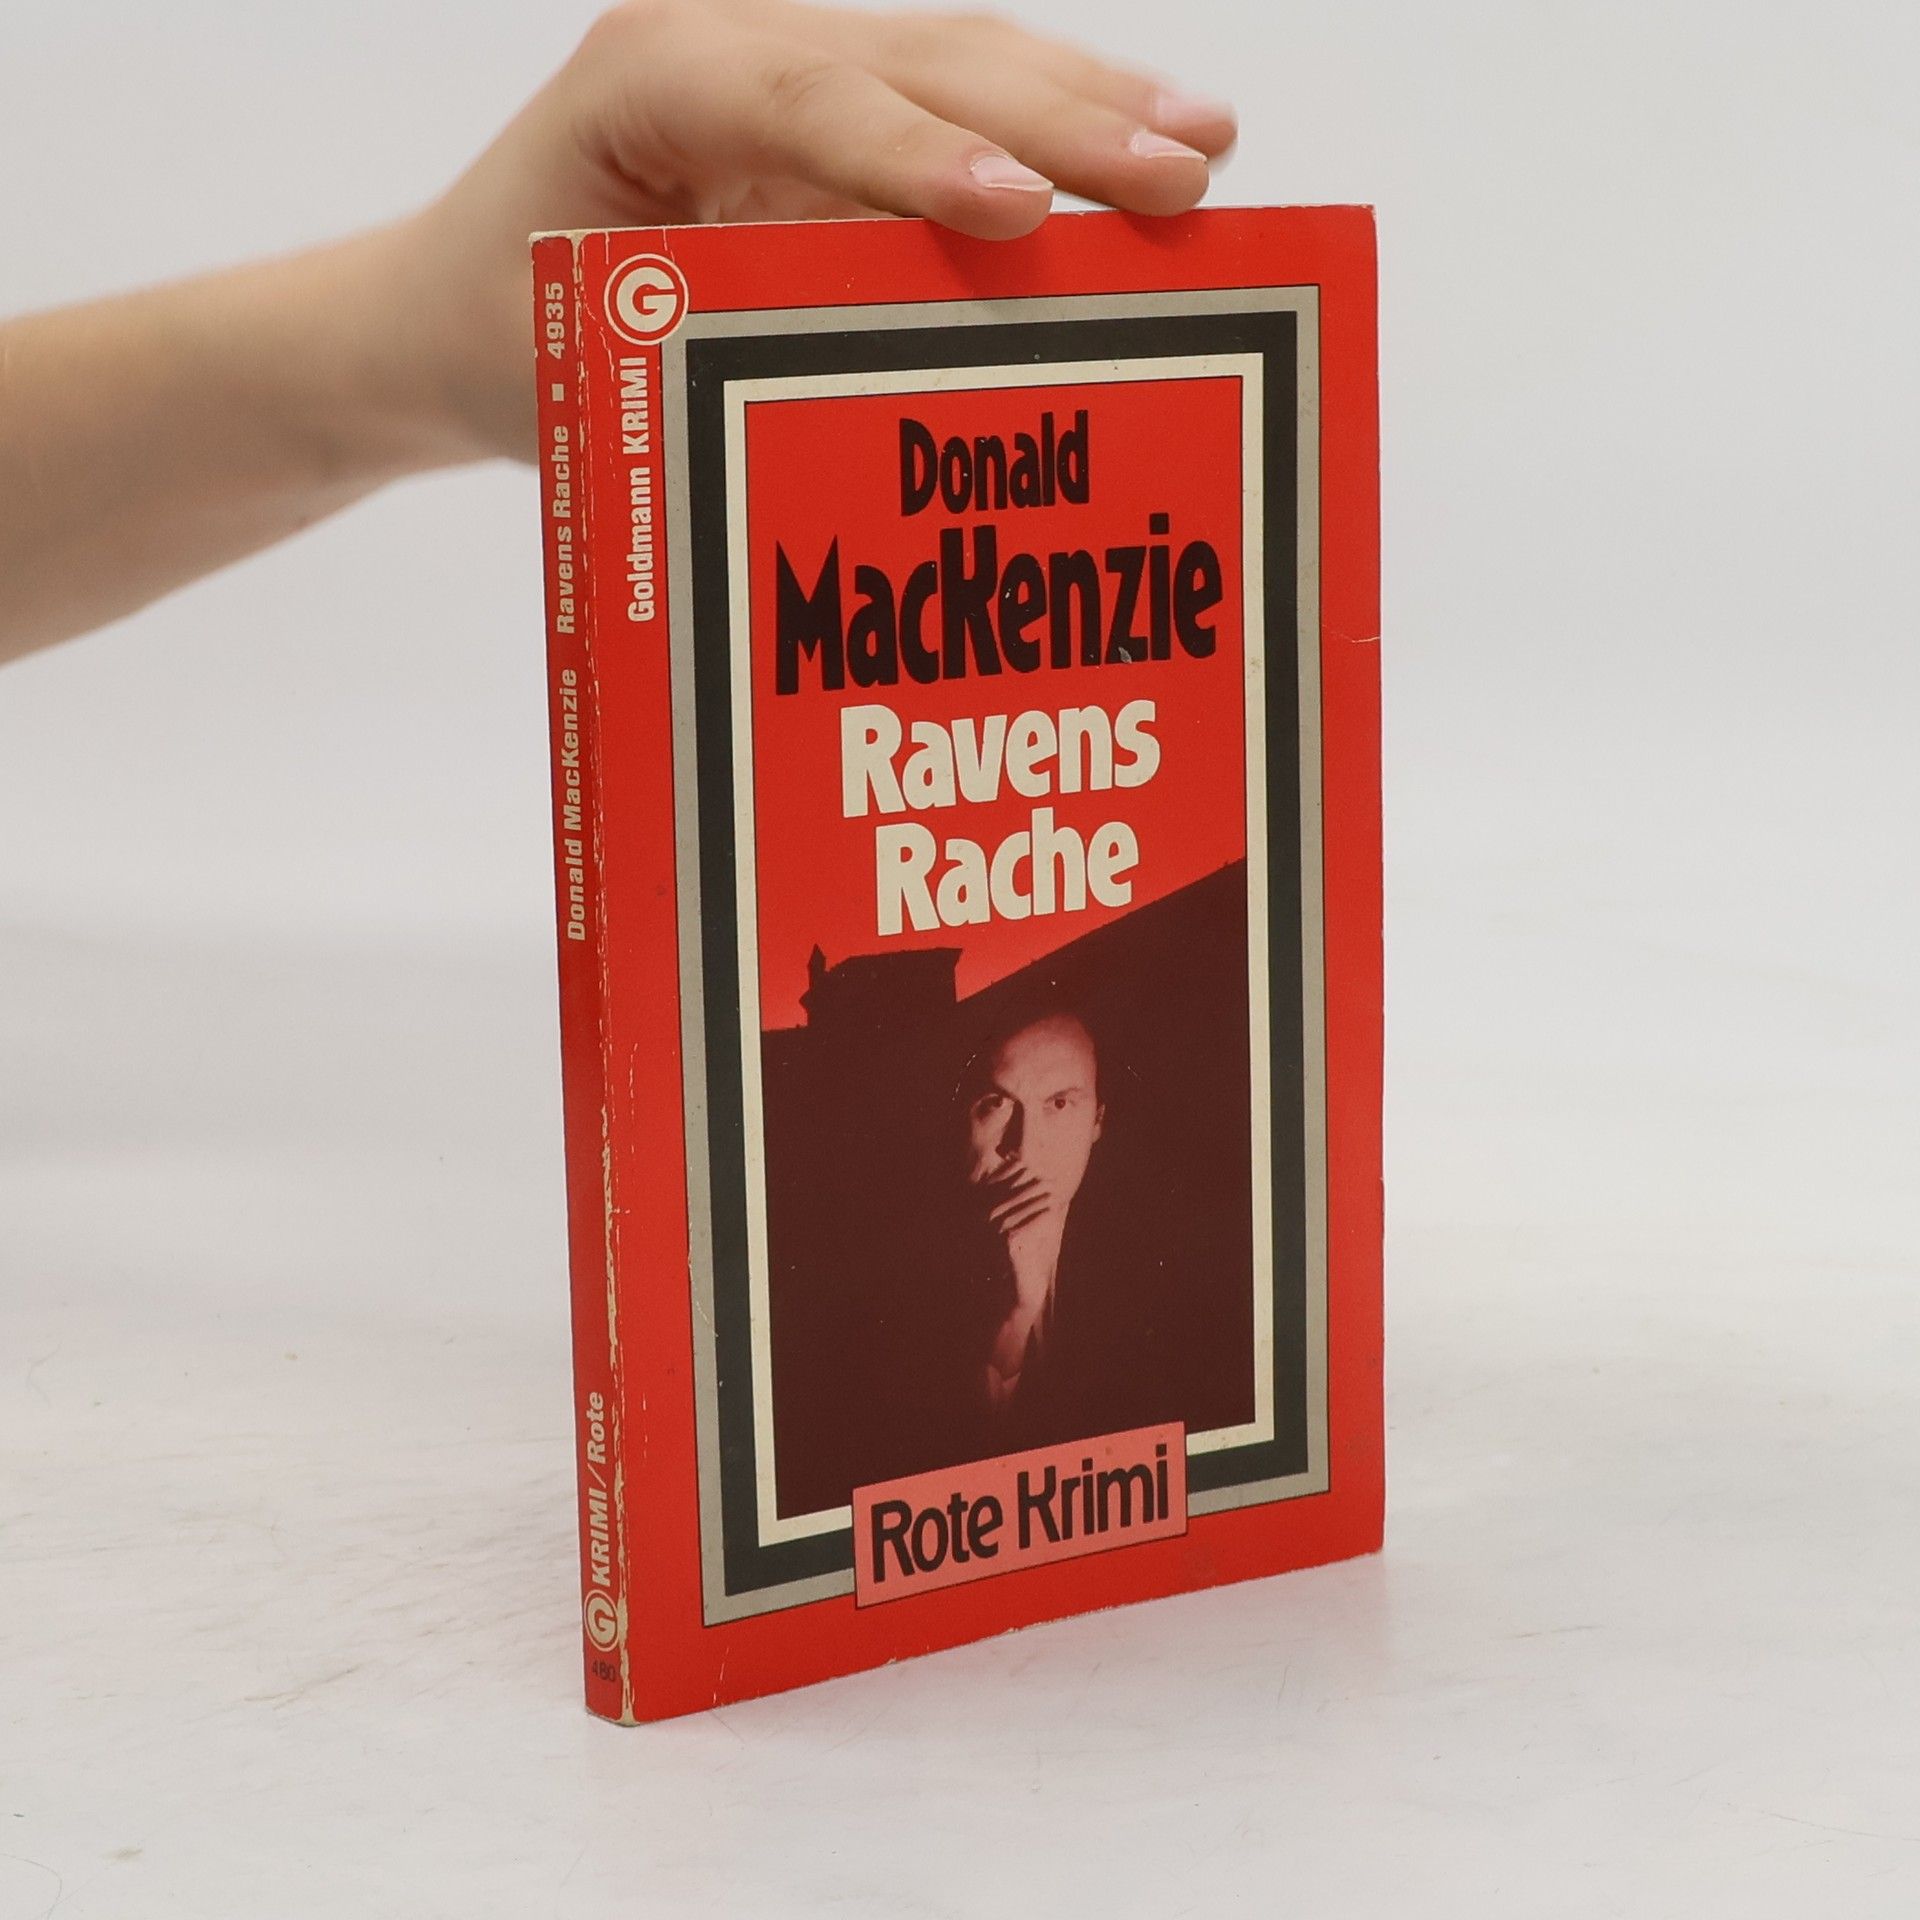 Donald MacKenzie Ravens Rache ■ 4935
G KRIMI/Rote
480
G
Goldmann KRIMI
Donald
MacKenzie
Ravens
Rache
Rote Krimi